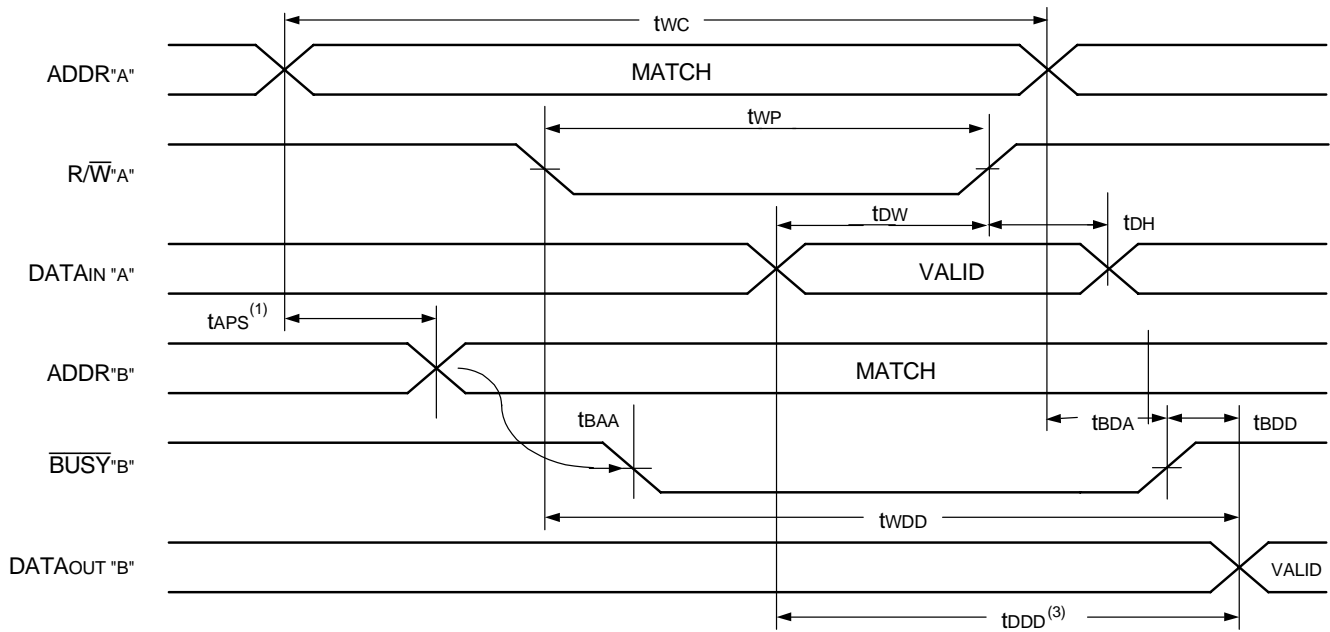 tWC
ADDR"A"
MATCH
tWP
R/W̅"A"
tDW
tDH
DATAIN "A"
VALID
tAPS(1)
ADDR"B"
MATCH
tBAA
tBDA
tBDD
B̅U̅S̅Y̅"B"
tWDD
DATAOUT "B"
VALID
tDDD(3)